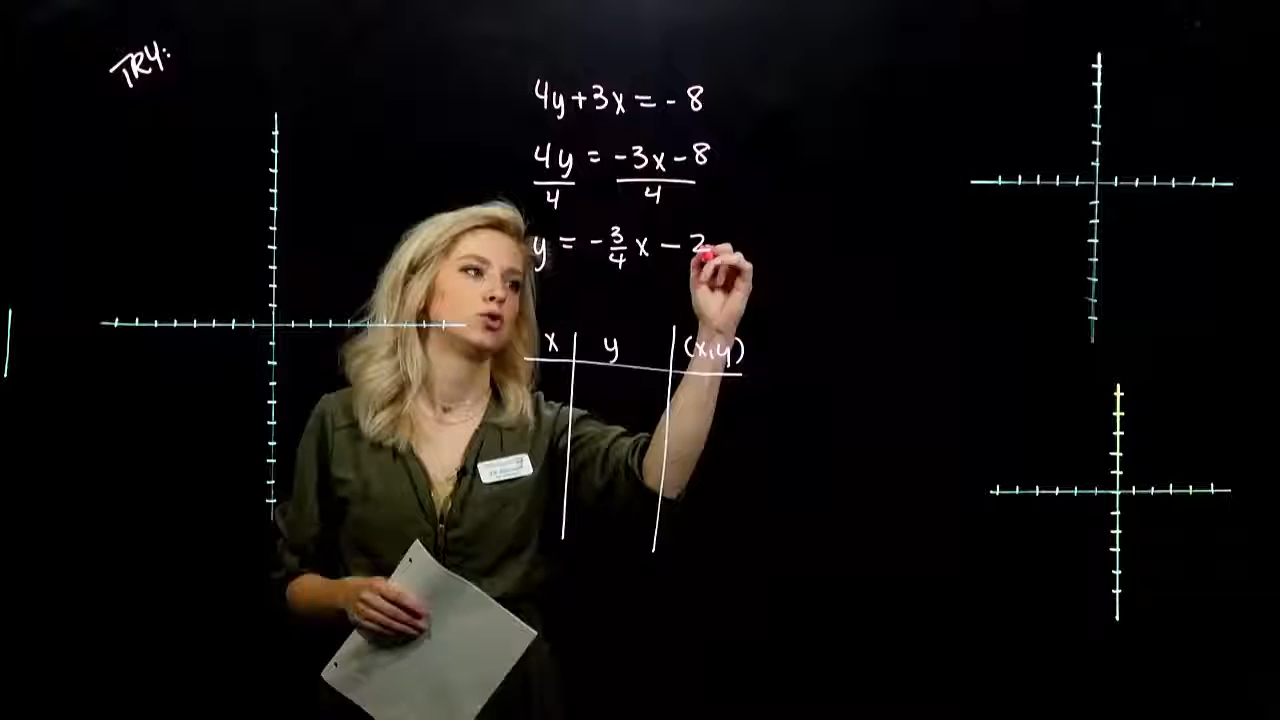 TRY:
4y+3x=-8
4y = -3x-8
4 4
y = -3/4 x - 2
x y (x,y)